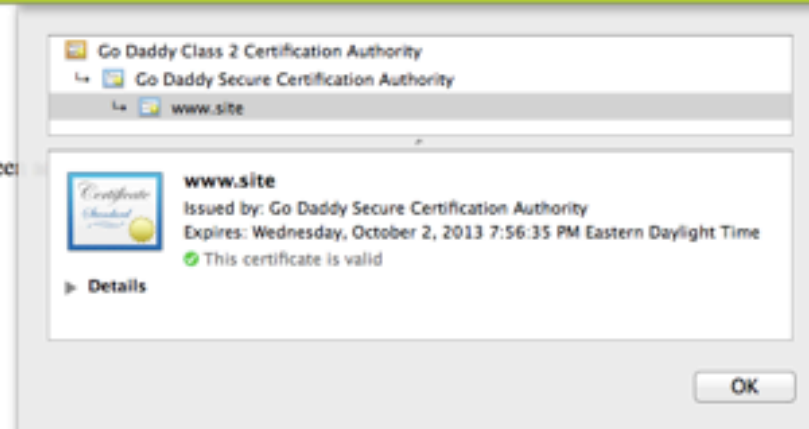 Go Daddy Class 2 Certification Authority
Go Daddy Secure Certification Authority
www.site
www.site
Issued by: Go Daddy Secure Certification Authority
Expires: Wednesday, October 2, 2013 7:56:35 PM Eastern Daylight Time
This certificate is valid
Details
Certificate
Standard
OK